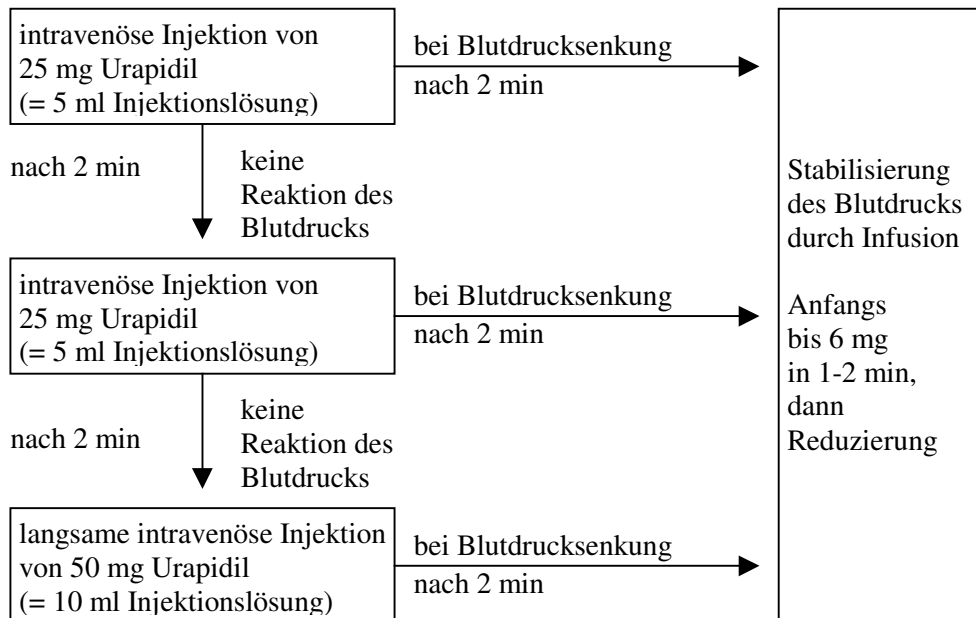 intravenöse Injektion von
25 mg Urapidil
(= 5 ml Injektionslösung)
bei Blutdrucksenkung
nach 2 min
nach 2 min
keine
Reaktion des
Blutdrucks
intravenöse Injektion von
25 mg Urapidil
(= 5 ml Injektionslösung)
bei Blutdrucksenkung
nach 2 min
nach 2 min
keine
Reaktion des
Blutdrucks
langsame intravenöse Injektion
von 50 mg Urapidil
(= 10 ml Injektionslösung)
bei Blutdrucksenkung
nach 2 min
Stabilisierung
des Blutdrucks
durch Infusion
Anfangs
bis 6 mg
in 1-2 min,
dann
Reduzierung